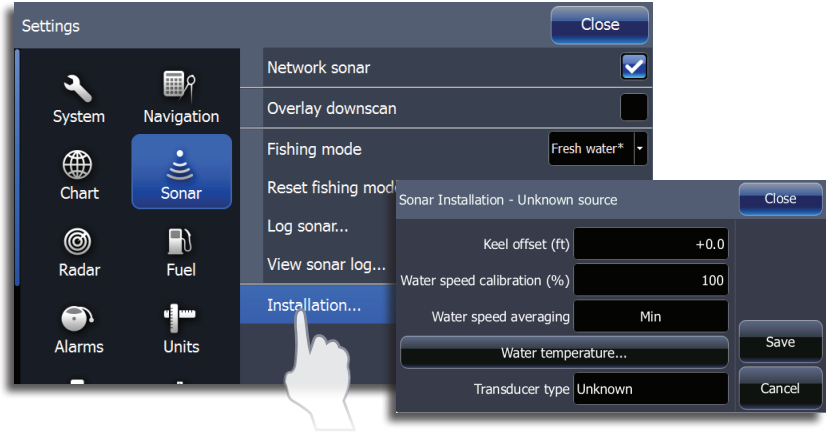 Settings
Close
System
Navigation
Chart
Sonar
Radar
Fuel
Alarms
Units
Network sonar
Overlay downscan
Fishing mode
Fresh water*
Reset fishing mod
Log sonar...
View sonar log...
Installation...
Sonar Installation - Unknown source
Close
Keel offset (ft)
+0.0
Water speed calibration (%)
100
Water speed averaging
Min
Water temperature...
Transducer type
Unknown
Save
Cancel